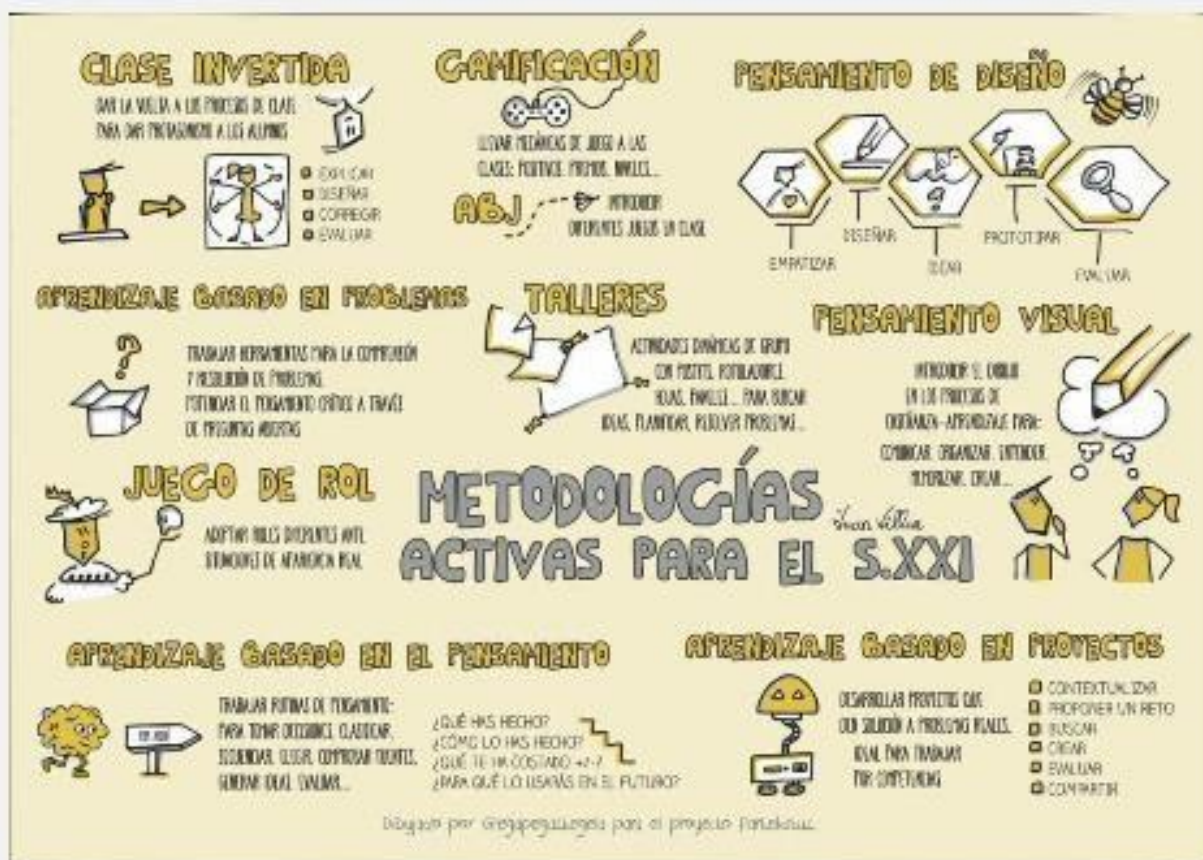 CLASE INVERTIDA
DAR LA VUELTA A LOS PROCESOS DE CLASE
PARA DAR PROTAGONISMO A LOS ALUMNOS
EXPLICAR
DISEÑAR
CORREGIR
EVALUAR
GAMIFICACIÓN
LLEVAR MECÁNICAS DE JUEGO A LAS
CLASES: POSITIVOS, PREMIOS, NIVELES...
ABJ
INTRODUCIR
DIFERENTES JUEGOS EN CLASE
PENSAMIENTO DE DISEÑO
EMPATIZAR
DISEÑAR
IDEAR
PROTOTIPAR
EVALUAR
APRENDIZAJE BASADO EN PROBLEMAS
TRABAJAR HERRAMIENTAS PARA LA
Y RESOLUCIÓN DE PROBLEMAS.
POTENCIAR EL PENSAMIENTO CRÍTICO A TRAVÉS
DE PREGUNTAS ABIERTAS
TALLERES
ACTIVIDADES DINÁMICAS DE GRUPO
CON POSTITS, ROTULADORES,
HOJAS, PANELES... PARA BUSCAR
IDEAS, PLANIFICAR, RESOLVER PROBLEMAS...
PENSAMIENTO VISUAL
INTRODUCIR EL DIBUJO
EN LOS PROCESOS DE
ENSEÑANZA-APRENDIZAJE PARA:
COMUNICAR, ORGANIZAR, ENTENDER,
MEMORIZAR, CREAR...
JUEGO DE ROL
ADOPTAR ROLES DIFERENTES ANTE
SITUACIONES DE APARIENCIA REAL
METODOLOGÍAS
ACTIVAS PARA EL S.XXI
APRENDIZAJE BASADO EN EL PENSAMIENTO
TRABAJAR RUTINAS DE PENSAMIENTO:
PARA TOMAR DECISIONES, CLASIFICAR,
SECUENCIAR, ELEGIR, COMPROBAR FUENTES,
GENERAR IDEAS, EVALUAR...
¿QUÉ HAS HECHO?
¿CÓMO LO HAS HECHO?
¿QUÉ TE HA COSTADO +/-?
¿PARA QUÉ LO USARÁS EN EL FUTURO?
APRENDIZAJE BASADO EN PROYECTOS
DESARROLLAR PROYECTOS QUE
DEN SOLUCIÓN A PROBLEMAS REALES.
IDEAL PARA TRABAJAR
POR COMPETENCIAS
CONTEXTUALIZAR
PROPONER UN RETO
BUSCAR
CREAR
EVALUAR
COMPARTIR
Dibujado por para el proyecto